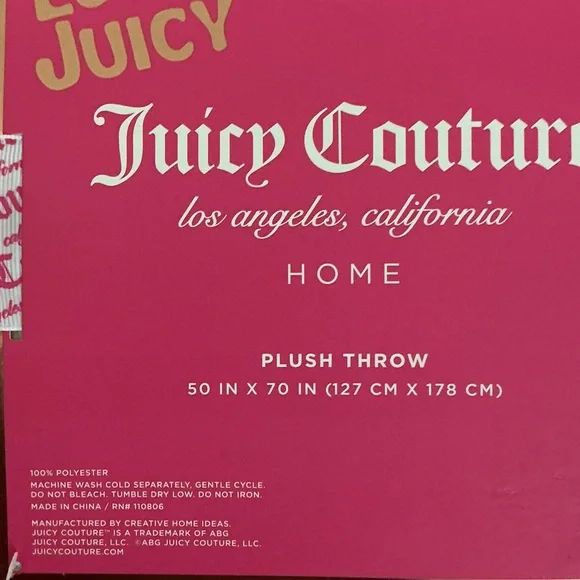 JUICY
Juicy Couture
los angeles, california
HOME
PLUSH THROW
50 IN X 70 IN (127 CM X 178 CM)
100% POLYESTER
MACHINE WASH COLD SEPARATELY, GENTLE CYCLE.
DO NOT BLEACH. TUMBLE DRY LOW. DO NOT IRON.
MADE IN CHINA / RN# 110806
MANUFACTURED BY CREATIVE HOME IDEAS.
JUICY COUTURE™ IS A TRADEMARK OF ABG
JUICY COUTURE, LLC. ©ABG JUICY COUTURE, LLC.
JUICYCOUTURE.COM